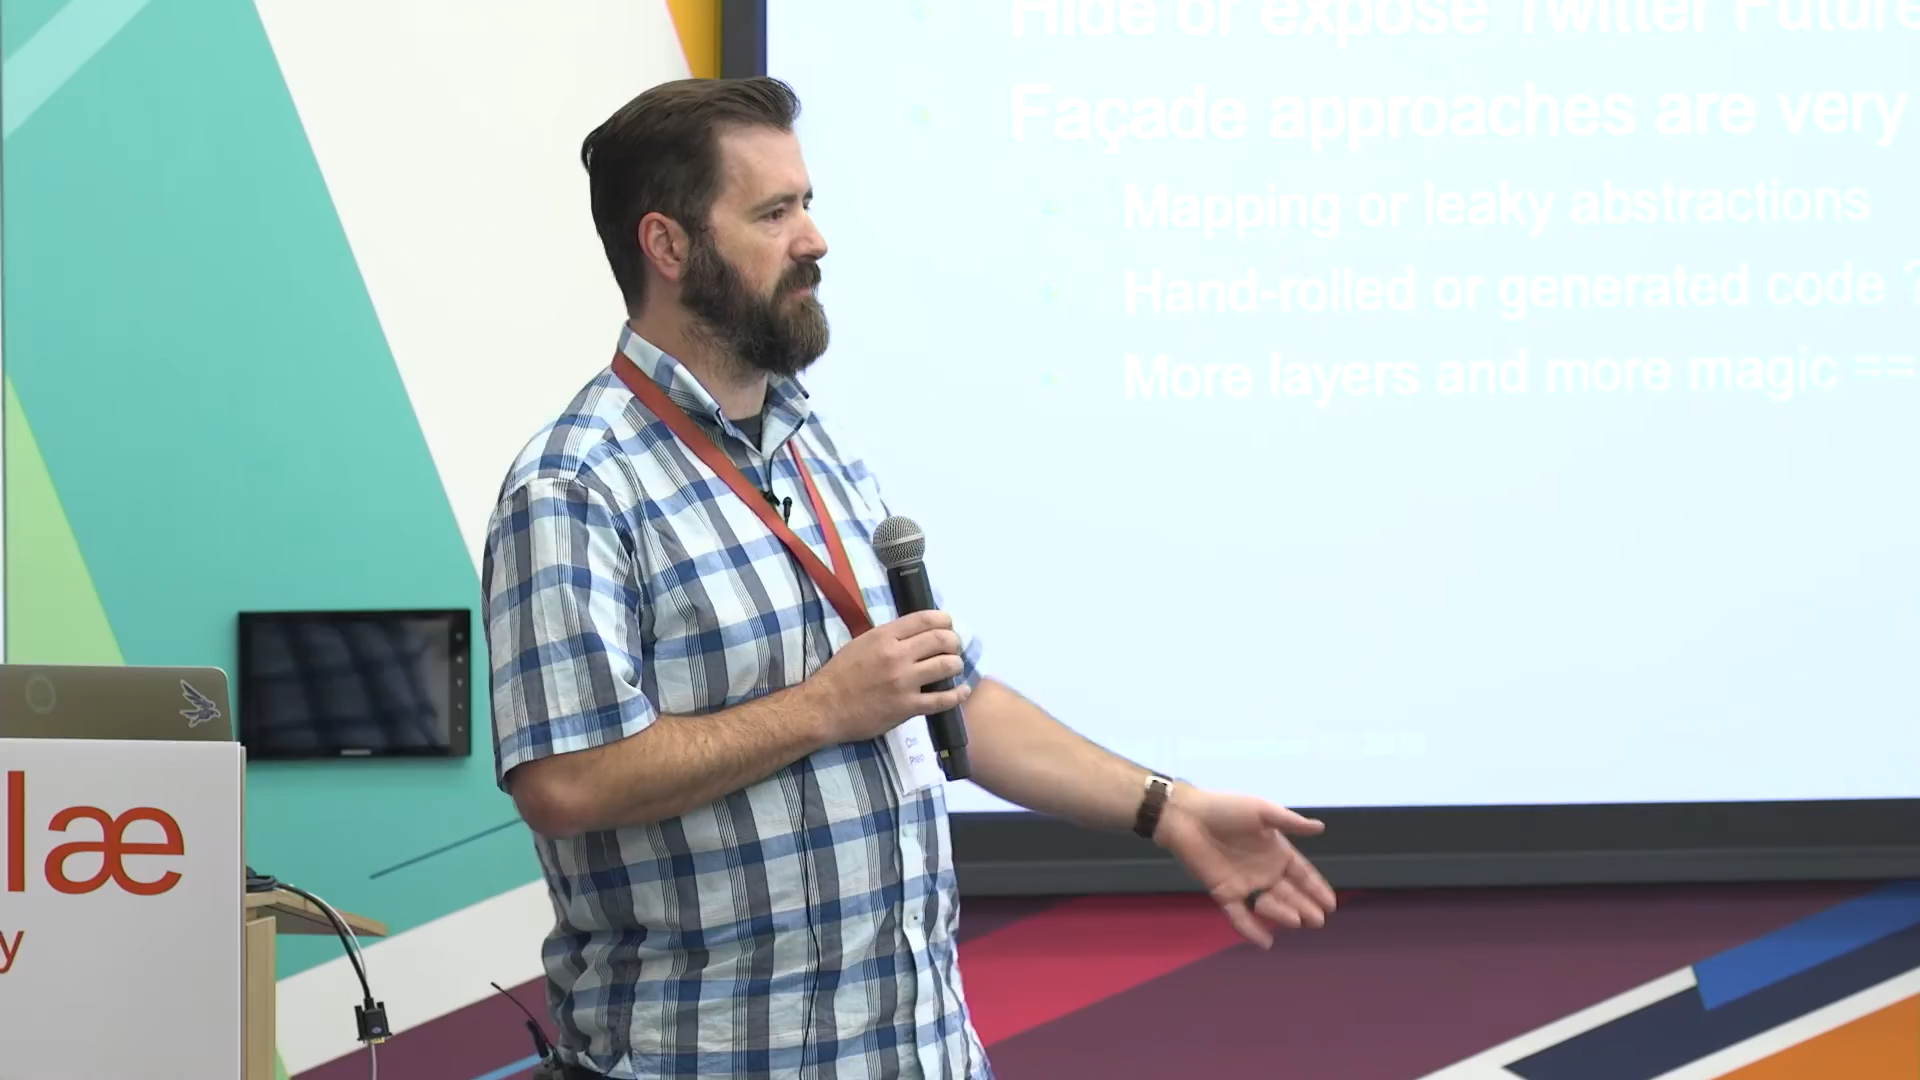 Hide or expose Twitter Future
Façade approaches are very
Mapping or leaky abstractions
Hand-rolled or generated code ?
More layers and more magic ==
læ
y